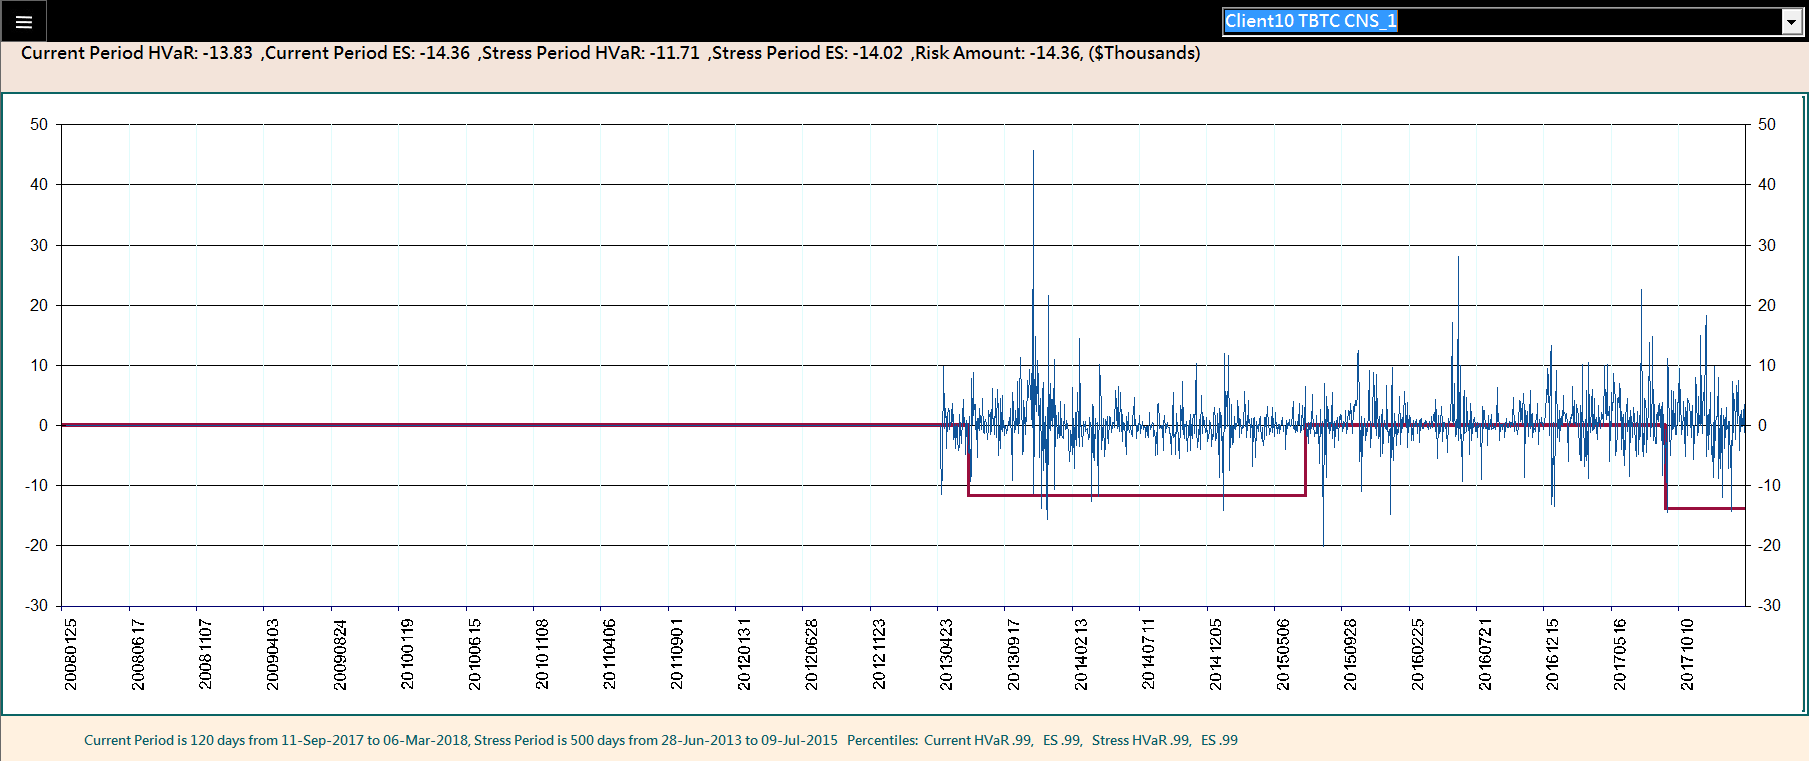 Client10 TBTC CNS_1
Current Period HVaR: -13.83 ,Current Period ES: -14.36 ,Stress Period HVaR: -11.71 ,Stress Period ES: -14.02 ,Risk Amount: -14.36, ($Thousands)
50 50
40 40
30 30
20 20
10 10
0 0
-10 -10
-20 -20
-30 -30
20080125 20080617 20081107 20090403 20090824 20100119 20100615 20101108 20110406 20110901 20120131 20120628 20121123 20130423 20130917 20140213 20140711 20141205 20150506 20150928 20160225 20160721 20161215 20170516 20171010
Current Period is 120 days from 11-Sep-2017 to 06-Mar-2018, Stress Period is 500 days from 28-Jun-2013 to 09-Jul-2015 Percentiles: Current HVaR .99, ES .99, Stress HVaR .99, ES .99